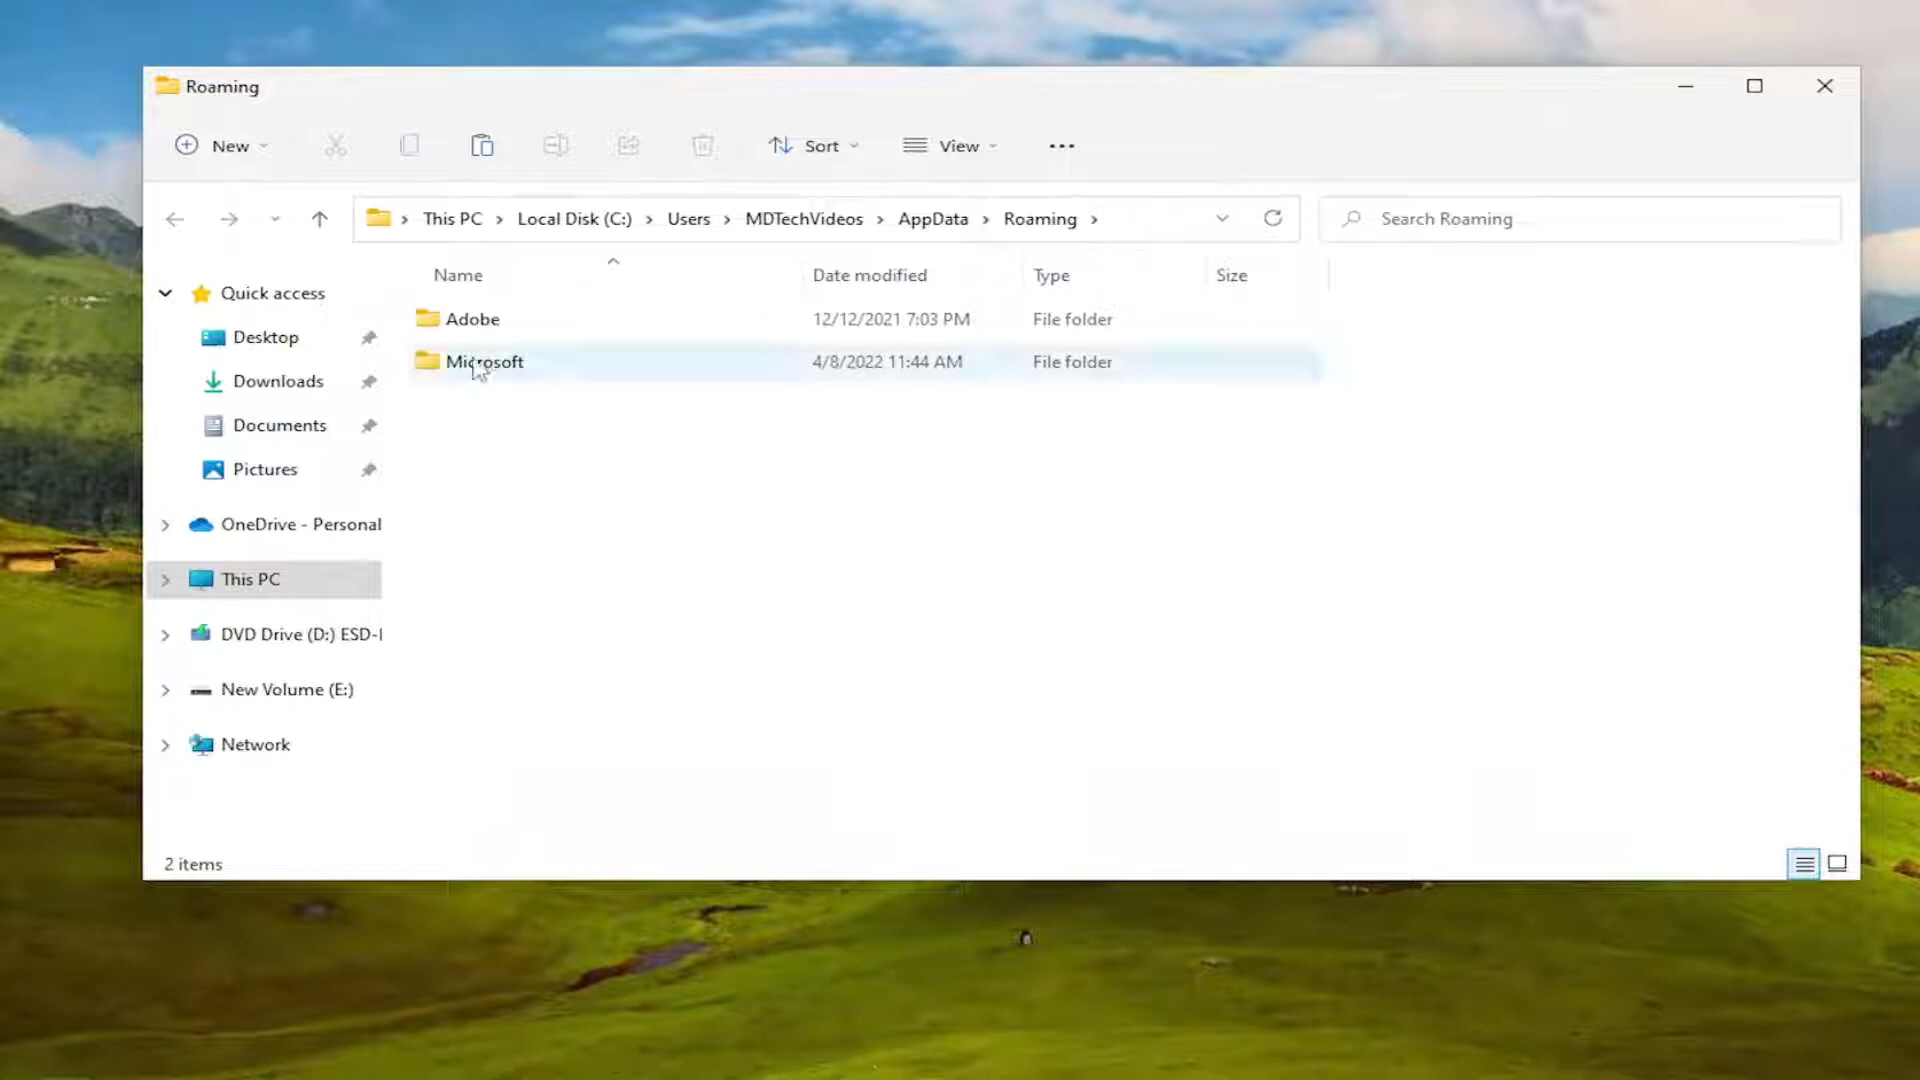 Roaming
New
Sort
View
This PC
Local Disk (C:)
Users
MDTechVideos
AppData
Roaming
Search Roaming
Name
Date modified
Type
Size
Quick access
Desktop
Downloads
Documents
Pictures
OneDrive - Personal
This PC
DVD Drive (D:) ESD-I
New Volume (E:)
Network
Adobe 12/12/2021 7:03 PM File folder
Microsoft 4/8/2022 11:44 AM File folder
2 items